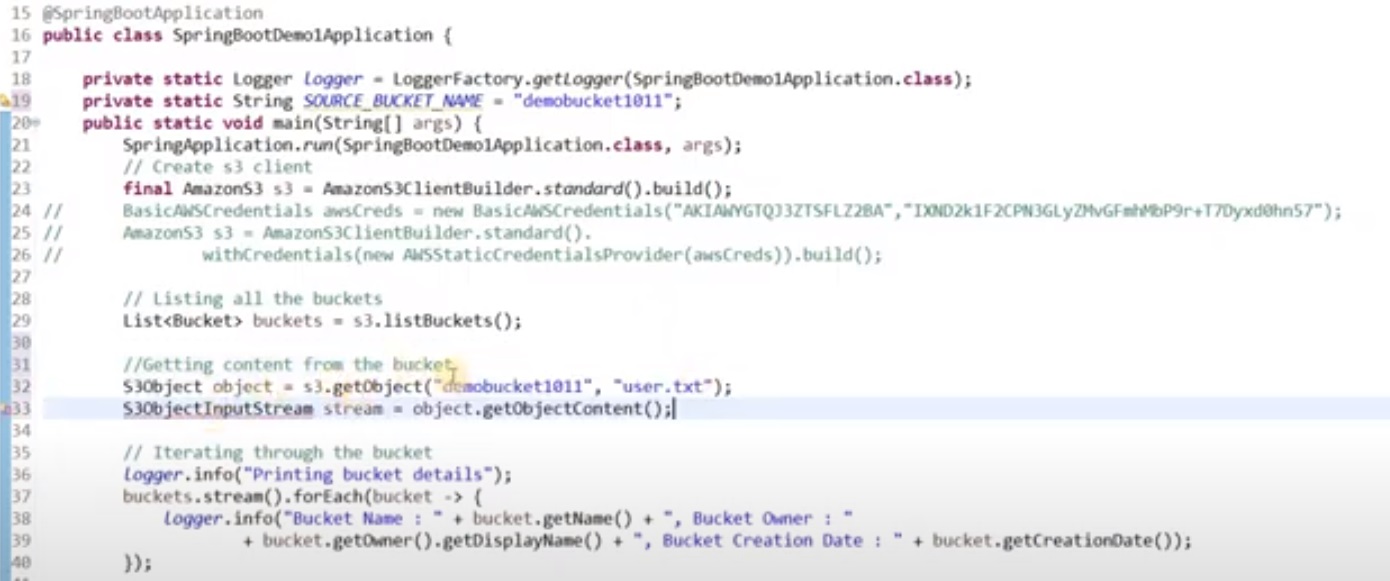 15 @SpringBootApplication
16 public class SpringBootDemo1Application {
17
18 private static Logger logger = LoggerFactory.getLogger(SpringBootDemo1Application.class);
19 private static String SOURCE_BUCKET_NAME = "demobucket1011";
20 public static void main(String[] args) {
21 SpringApplication.run(SpringBootDemo1Application.class, args);
22 // Create s3 client
23 final AmazonS3 s3 = AmazonS3ClientBuilder.standard().build();
24 // BasicAWSCredentials awsCreds = new BasicAWSCredentials("","");
25 // AmazonS3 s3 = AmazonS3ClientBuilder.standard().
26 // withCredentials(new AWSStaticCredentialsProvider(awsCreds)).build();
27
28 // Listing all the buckets
29 List<Bucket> buckets = s3.listBuckets();
30
31 //Getting content from the bucket
32 S3Object object = s3.getObject("demobucket1011", "user.txt");
33 S3ObjectInputStream stream = object.getObjectContent();
34
35 // Iterating through the bucket
36 logger.info("Printing bucket details");
37 buckets.stream().forEach(bucket -> {
38 logger.info("Bucket Name : " + bucket.getName() + ", Bucket Owner : "
39 + bucket.getOwner().getDisplayName() + ", Bucket Creation Date : " + bucket.getCreationDate());
40 });